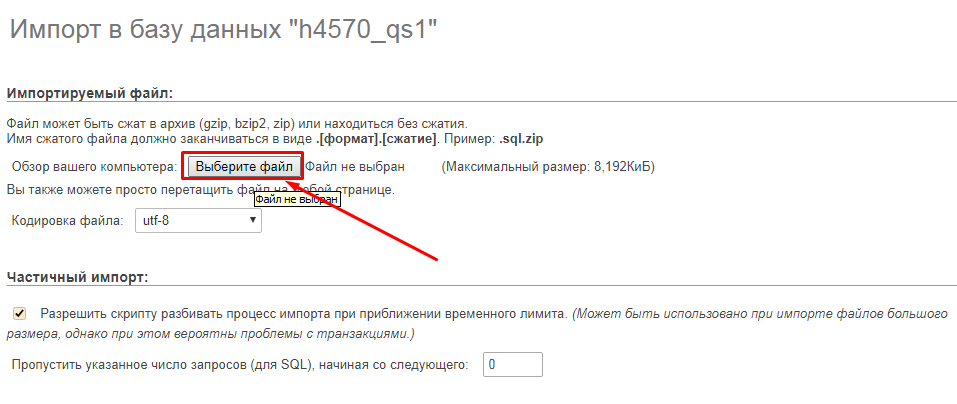 Импорт в базу данных "h4570_qs1"
Импортируемый файл:
Файл может быть сжат в архив (gzip, bzip2, zip) или находиться без сжатия.
Имя сжатого файла должно заканчиваться в виде .[формат].[сжатие]. Пример: .sql.zip
Обзор вашего компьютера: Выберите файл Файл не выбран (Максимальный размер: 8,192КиБ)
Вы также можете просто перетащить файл на любой странице.
Файл не выбран
Кодировка файла: utf-8
Частичный импорт:
Разрешить скрипту разбивать процесс импорта при приближении временного лимита. (Может быть использовано при импорте файлов большого
размера, однако при этом вероятны проблемы с транзакциями.)
Пропустить указанное число запросов (для SQL), начиная со следующего: 0